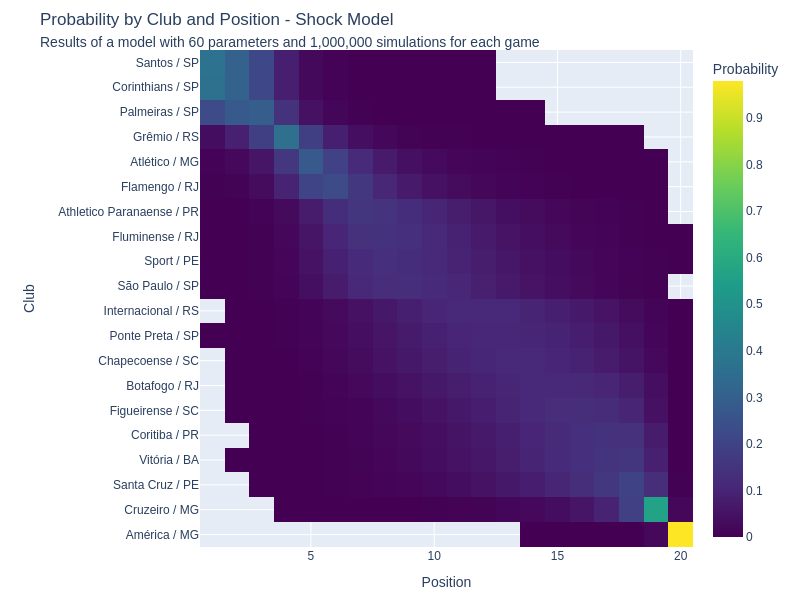 Probability by Club and Position - Shock Model
Results of a model with 60 parameters and 1,000,000 simulations for each game
Probability
Santos / SP
Corinthians / SP
Palmeiras / SP
Grêmio / RS
Atlético / MG
Flamengo / RJ
Athletico Paranaense / PR
Fluminense / RJ
Sport / PE
São Paulo / SP
Internacional / RS
Ponte Preta / SP
Chapecoense / SC
Botafogo / RJ
Figueirense / SC
Coritiba / PR
Vitória / BA
Santa Cruz / PE
Cruzeiro / MG
América / MG
Club
5
10
15
20
Position
0.9
0.8
0.7
0.6
0.5
0.4
0.3
0.2
0.1
0